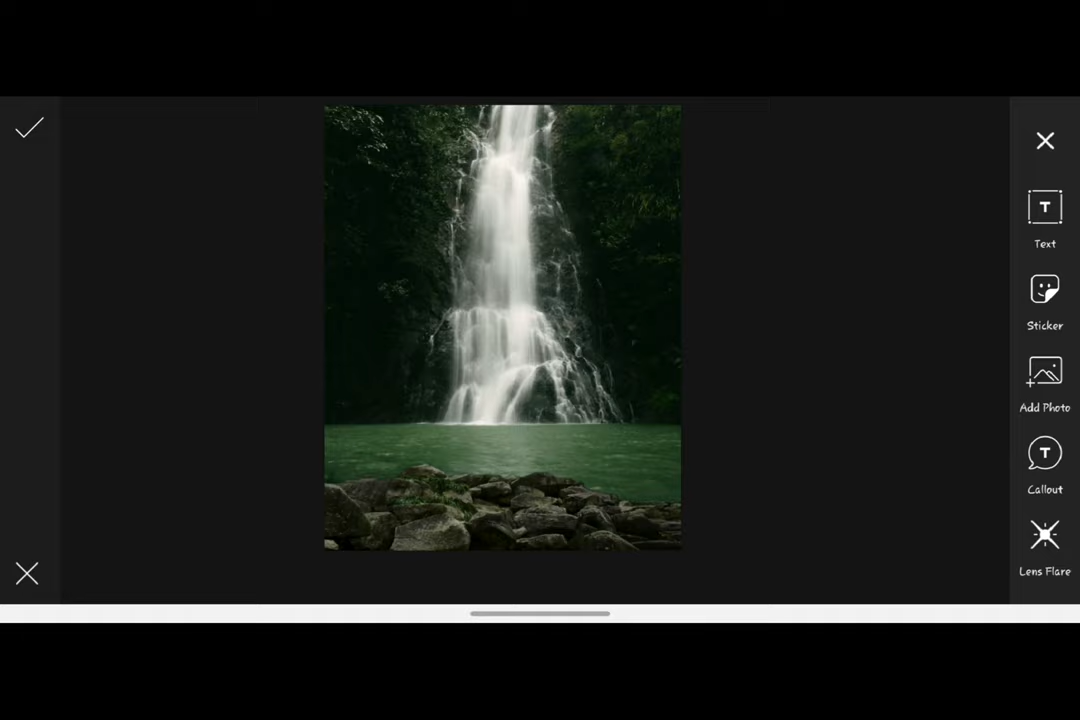 T
Text
Sticker
Add Photo
T
Callout
Lens Flare